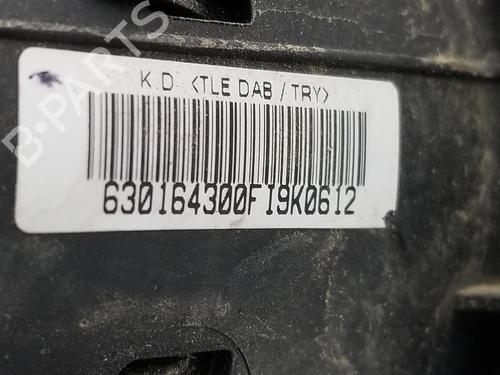 B-PARTS
K.D. <TLE DAB / TRY>
630164300FI9K0612